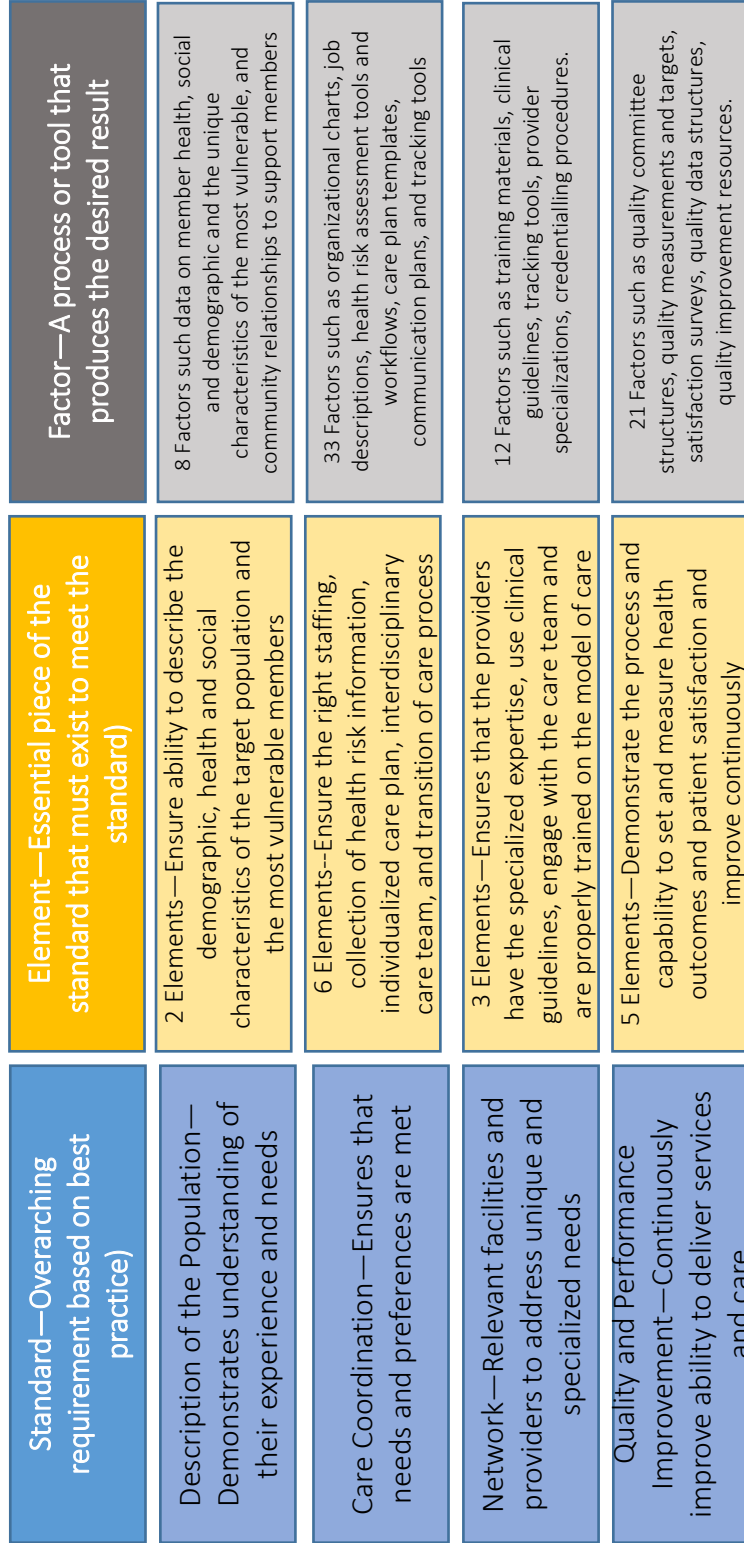 Standard—Overarching
requirement based on best
practice)
Element—Essential piece of the
standard that must exist to meet the
standard)
Factor—A process or tool that
produces the desired result
Description of the Population—
Demonstrates understanding of
their experience and needs
2 Elements—Ensure ability to describe the
demographic, health and social
characteristics of the target population and
the most vulnerable members
8 Factors such data on member health, social
and demographic and the unique
characteristics of the most vulnerable, and
community relationships to support members
Care Coordination—Ensures that
needs and preferences are met
6 Elements--Ensure the right staffing,
collection of health risk information,
individualized care plan, interdisciplinary
care team, and transition of care process
33 Factors such as organizational charts, job
descriptions, health risk assessment tools and
workflows, care plan templates,
communication plans, and tracking tools
Network—Relevant facilities and
providers to address unique and
specialized needs
3 Elements—Ensures that the providers
have the specialized expertise, use clinical
guidelines, engage with the care team and
are properly trained on the model of care
12 Factors such as training materials, clinical
guidelines, tracking tools, provider
specializations, credentialling procedures.
Quality and Performance
Improvement—Continuously
improve ability to deliver services
and care
5 Elements—Demonstrate the process and
capability to set and measure health
outcomes and patient satisfaction and
improve continuously
21 Factors such as quality committee
structures, quality measurements and targets,
satisfaction surveys, quality data structures,
quality improvement resources.